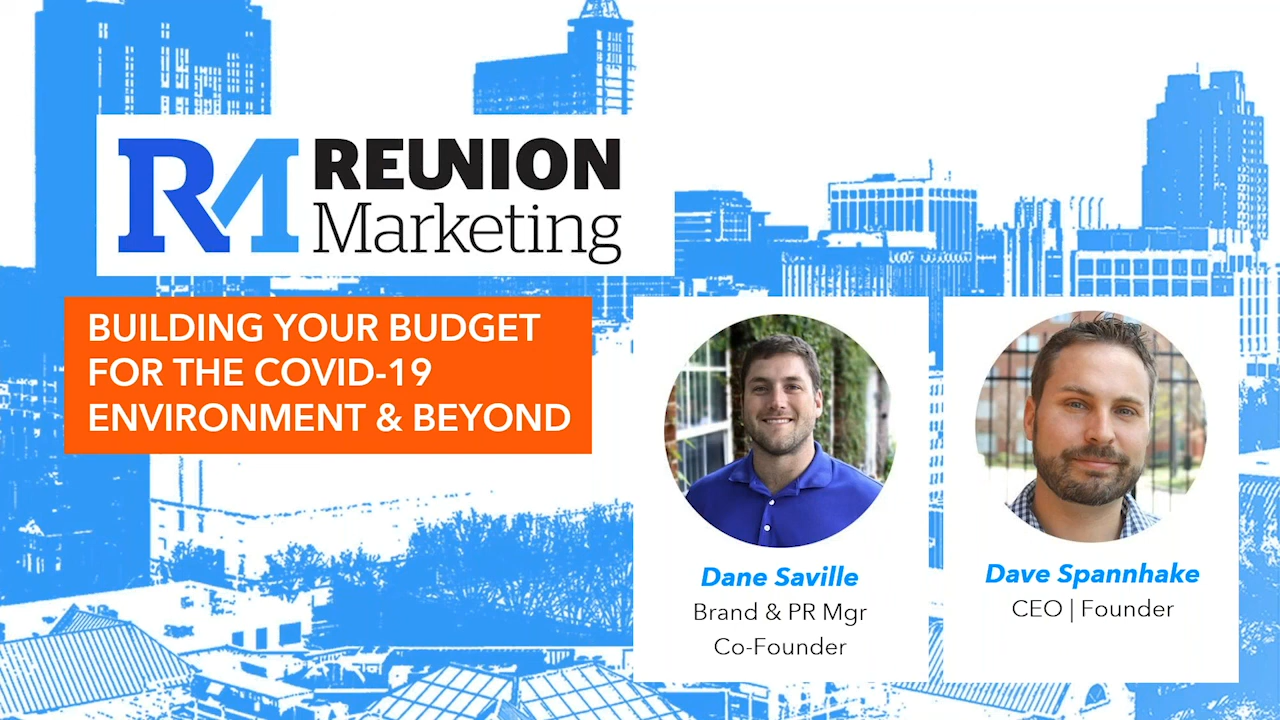 RM REUNION
Marketing
BUILDING YOUR BUDGET
FOR THE COVID-19
ENVIRONMENT & BEYOND
Dane Saville
Brand & PR Mgr
Co-Founder
Dave Spannhake
CEO | Founder